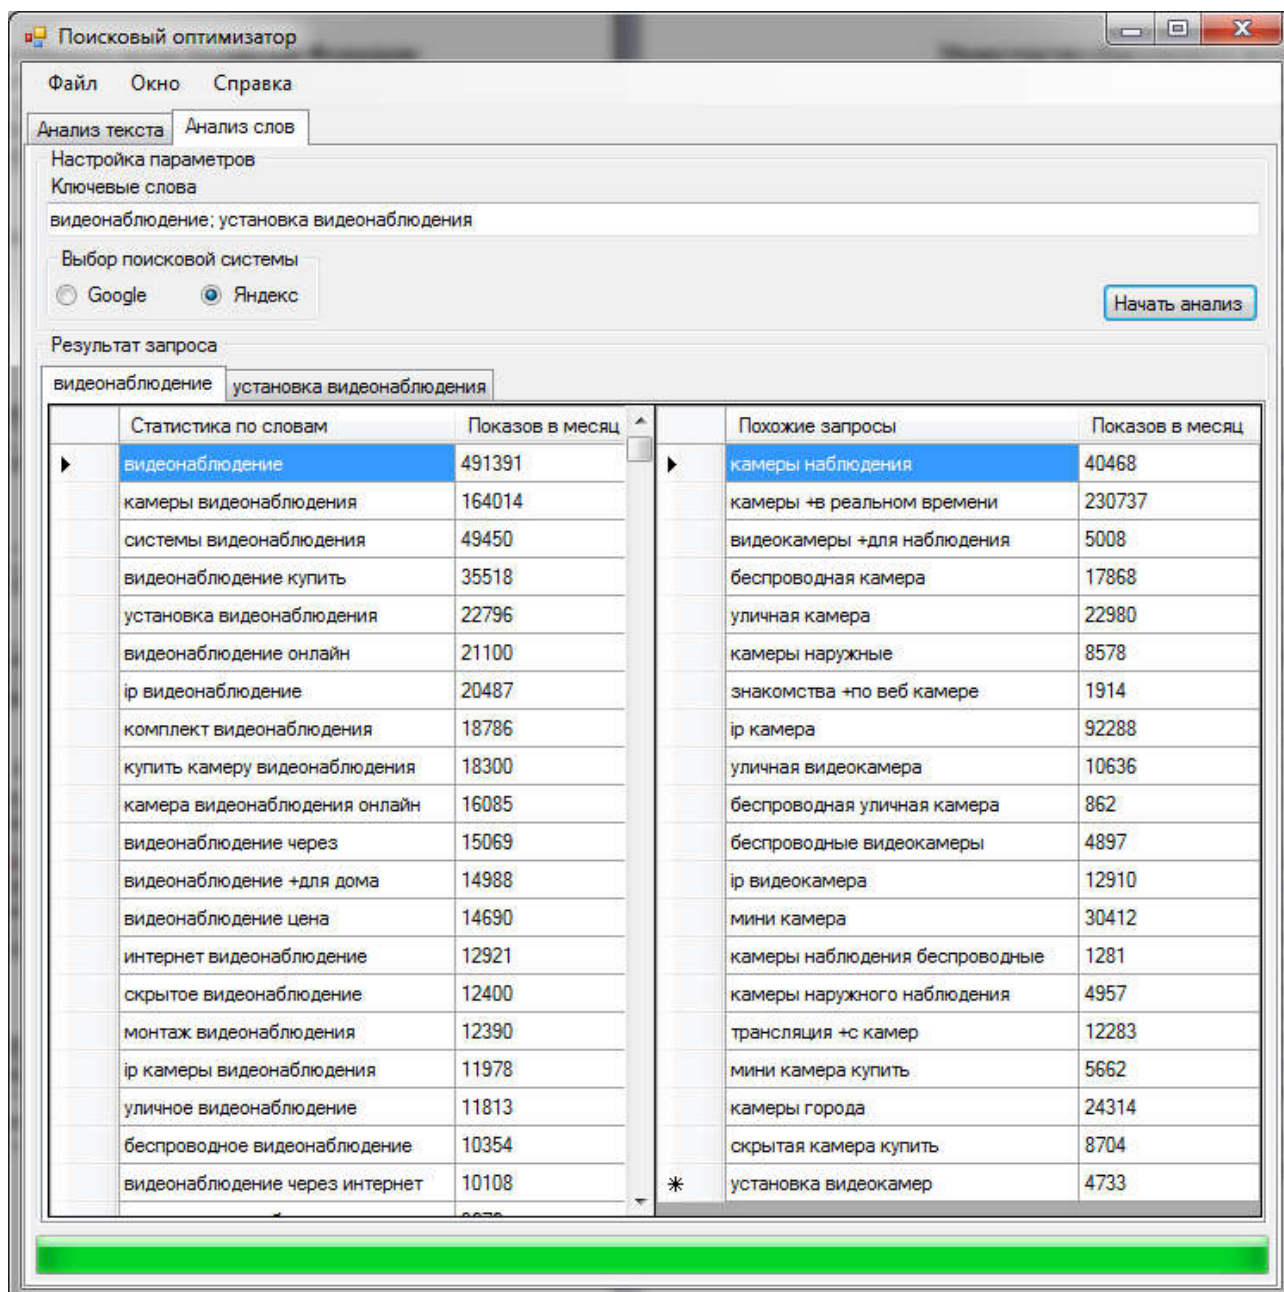 Поисковый оптимизатор
Файл Окно Справка
Анализ текста Анализ слов
Настройка параметров
Ключевые слова
видеонаблюдение; установка видеонаблюдения
Выбор поисковой системы
Google Яндекс
Начать анализ
Результат запроса
видеонаблюдение установка видеонаблюдения
Статистика по словам Показов в месяц Похожие запросы Показов в месяц
видеонаблюдение 491391 камеры наблюдения 40468
камеры видеонаблюдения 164014 камеры +в реальном времени 230737
системы видеонаблюдения 49450 видеокамеры +для наблюдения 5008
видеонаблюдение купить 35518 беспроводная камера 17868
установка видеонаблюдения 22796 уличная камера 22980
видеонаблюдение онлайн 21100 камеры наружные 8578
ip видеонаблюдение 20487 знакомства +по веб камере 1914
комплект видеонаблюдения 18786 ip камера 92288
купить камеру видеонаблюдения 18300 уличная видеокамера 10636
камера видеонаблюдения онлайн 16085 беспроводная уличная камера 862
видеонаблюдение через 15069 беспроводные видеокамеры 4897
видеонаблюдение +для дома 14988 ip видеокамера 12910
видеонаблюдение цена 14690 мини камера 30412
интернет видеонаблюдение 12921 камеры наблюдения беспроводные 1281
скрытое видеонаблюдение 12400 камеры наружного наблюдения 4957
монтаж видеонаблюдения 12390 трансляция +с камер 12283
ip камеры видеонаблюдения 11978 мини камера купить 5662
уличное видеонаблюдение 11813 камеры города 24314
беспроводное видеонаблюдение 10354 скрытая камера купить 8704
видеонаблюдение через интернет 10108 установка видеокамер 4733